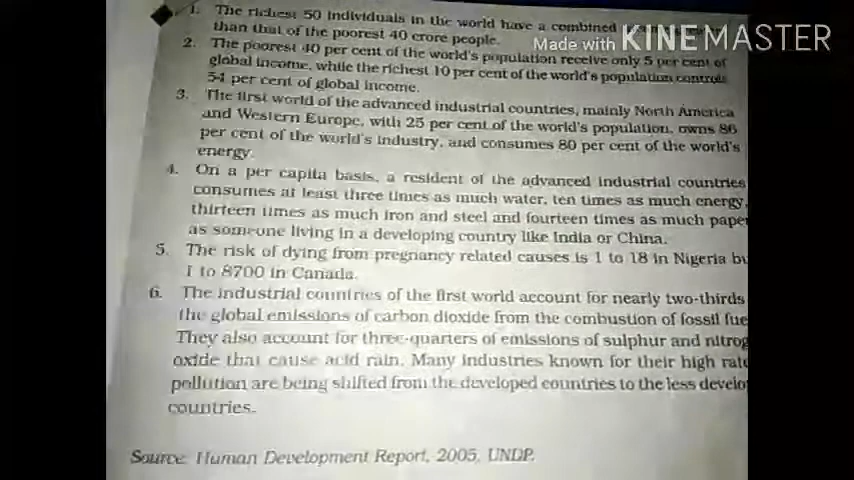 1. The richest 50 individuals in the world have a combined
than that of the poorest 40 crore people.
Made with KINEMASTER
2. The poorest 40 per cent of the world's population receive only 5 per cent of
global income, while the richest 10 per cent of the world's population controls
54 per cent of global income.
3. The first world of the advanced industrial countries, mainly North America
and Western Europe, with 25 per cent of the world's population, owns 86
per cent of the world's industry, and consumes 80 per cent of the world's
energy.
4. On a per capita basis, a resident of the advanced industrial countries
consumes at least three times as much water, ten times as much energy,
thirteen times as much iron and steel and fourteen times as much paper
as someone living in a developing country like India or China.
5. The risk of dying from pregnancy related causes is 1 to 18 in Nigeria bu
1 to 8700 in Canada.
6. The industrial countries of the first world account for nearly two-thirds
the global emissions of carbon dioxide from the combustion of fossil fue
They also account for three-quarters of emissions of sulphur and nitrog
oxide that cause acid rain. Many industries known for their high rate
pollution are being shifted from the developed countries to the less develo
countries.
Source: Human Development Report, 2005, UNDP.